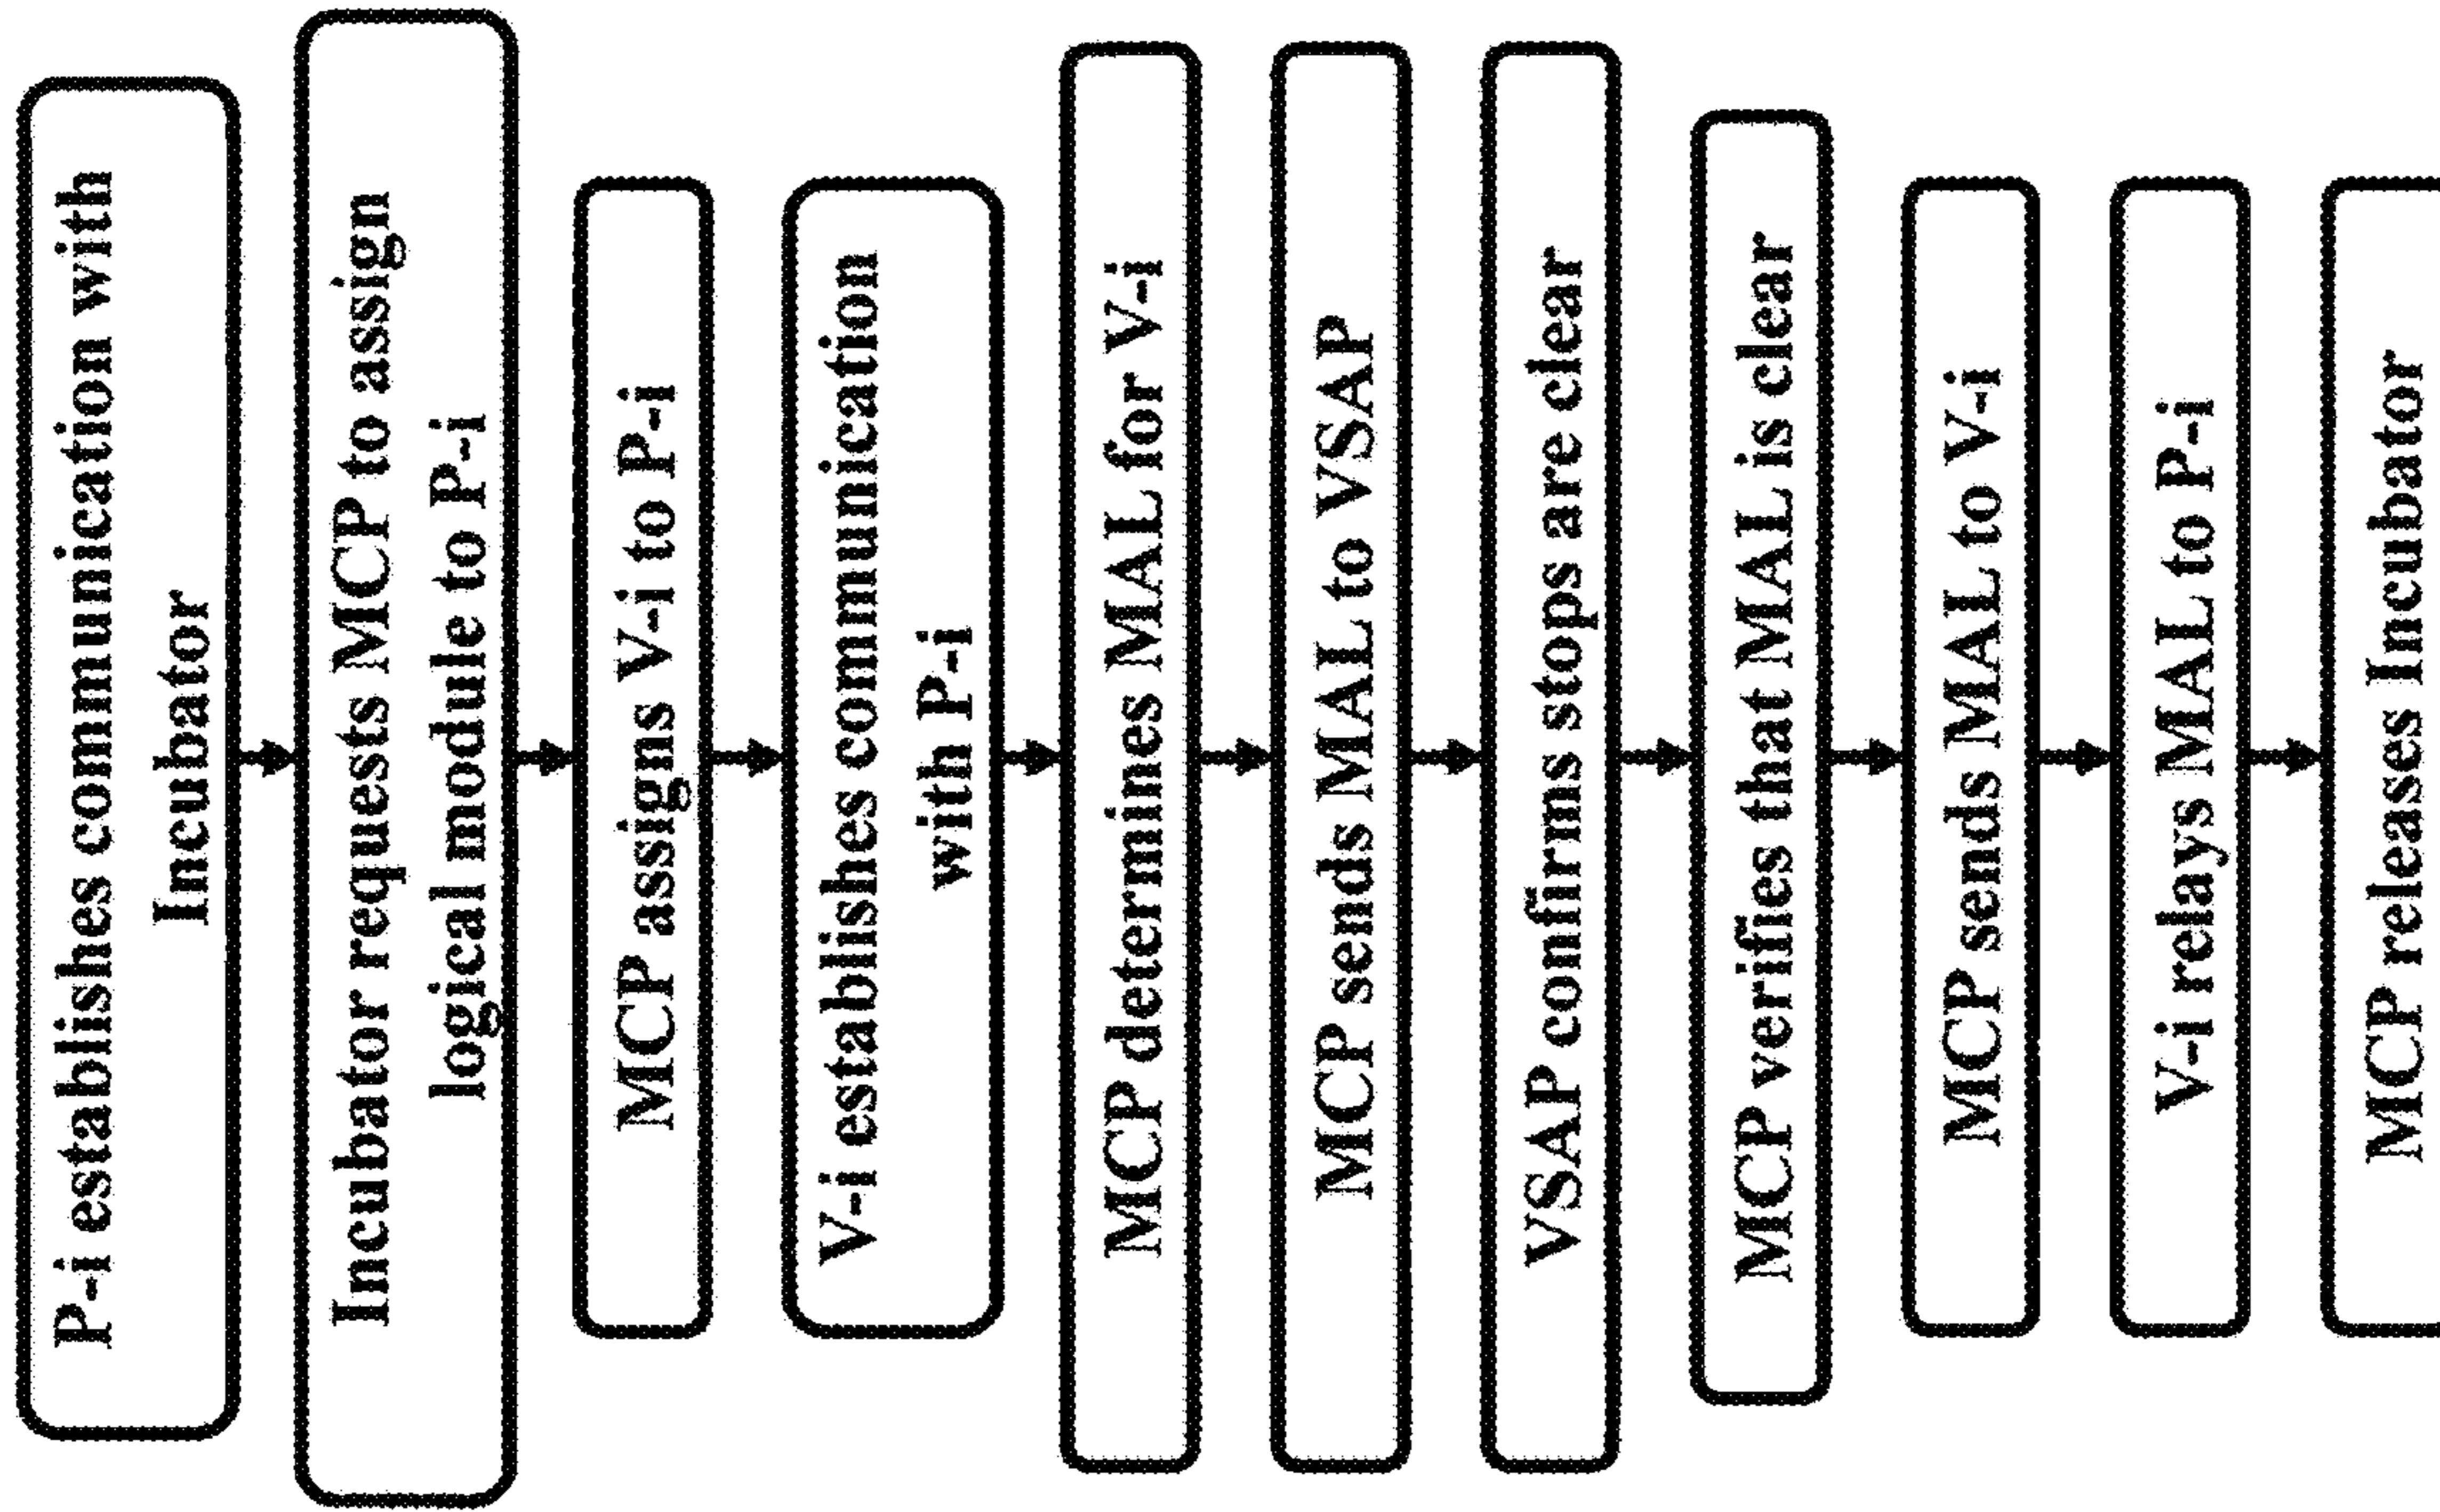 P-i establishes communication with
Incubator
Incubator requests MCP to assign
logical module to P-i
MCP assigns V-i to P-i
V-i establishes communication
with P-i
MCP determines MAL for V-i
MCP sends MAL to VSAP
VSAP confirms stops are clear
MCP verifies that MAL is clear
MCP sends MAL to V-i
V-i relays MAL to P-i
MCP releases Incubator